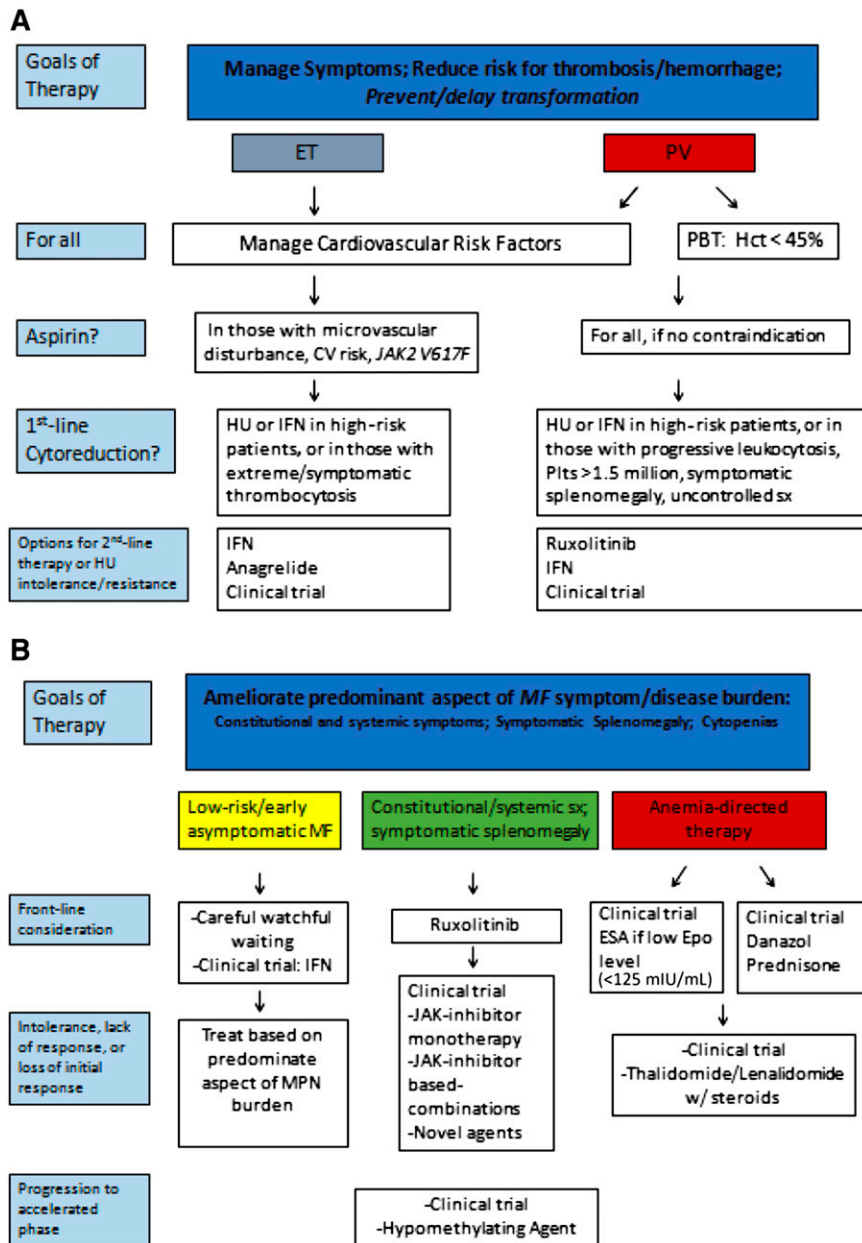 A
Goals of
Therapy
Manage Symptoms; Reduce risk for thrombosis/hemorrhage;
Prevent/delay transformation
ET
PV
For all
Manage Cardiovascular Risk Factors
PBT: Hct < 45%
Aspirin?
In those with microvascular
disturbance, CV risk, JAK2 V617F
For all, if no contraindication
1st-line
Cytoreduction?
HU or IFN in high-risk
patients, or in those with
extreme/symptomatic
thrombocytosis
HU or IFN in high-risk patients, or in
those with progressive leukocytosis,
Plts >1.5 million, symptomatic
splenomegaly, uncontrolled sx
Options for 2nd-line
therapy or HU
intolerance/resistance
IFN
Anagrelide
Clinical trial
Ruxolitinib
IFN
Clinical trial
B
Goals of
Therapy
Ameliorate predominant aspect of MF symptom/disease burden:
Constitutional and systemic symptoms; Symptomatic Splenomegaly; Cytopenias
Low-risk/early
asymptomatic MF
Constitutional/systemic sx;
symptomatic splenomegaly
Anemia-directed
therapy
Front-line
consideration
-Careful watchful
waiting
-Clinical trial: IFN
Ruxolitinib
Clinical trial
ESA if low Epo
level
(<125 mIU/mL)
Clinical trial
Danazol
Prednisone
Intolerance, lack
of response, or
loss of initial
response
Treat based on
predominate
aspect of MPN
burden
Clinical trial
-JAK-inhibitor
monotherapy
-JAK-inhibitor
based-
combinations
-Novel agents
-Clinical trial
-Thalidomide/Lenalidomide
w/ steroids
Progression to
accelerated
phase
-Clinical trial
-Hypomethylating Agent